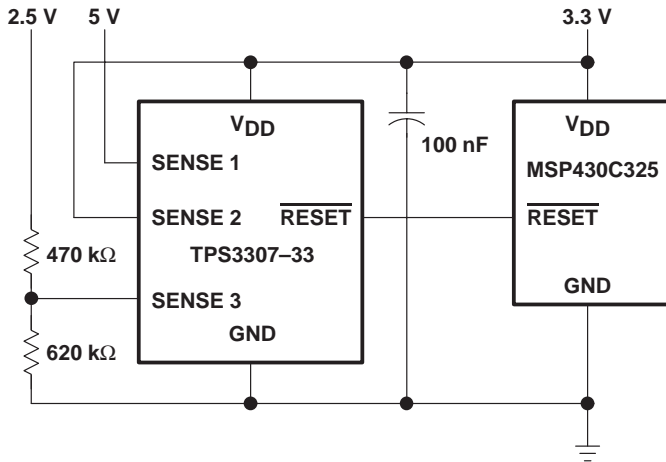 2.5 V 5 V 3.3 V
VDD
SENSE 1
SENSE 2 RESET
TPS3307–33
SENSE 3
GND
470 kΩ
620 kΩ
100 nF
VDD
MSP430C325
RESET
GND